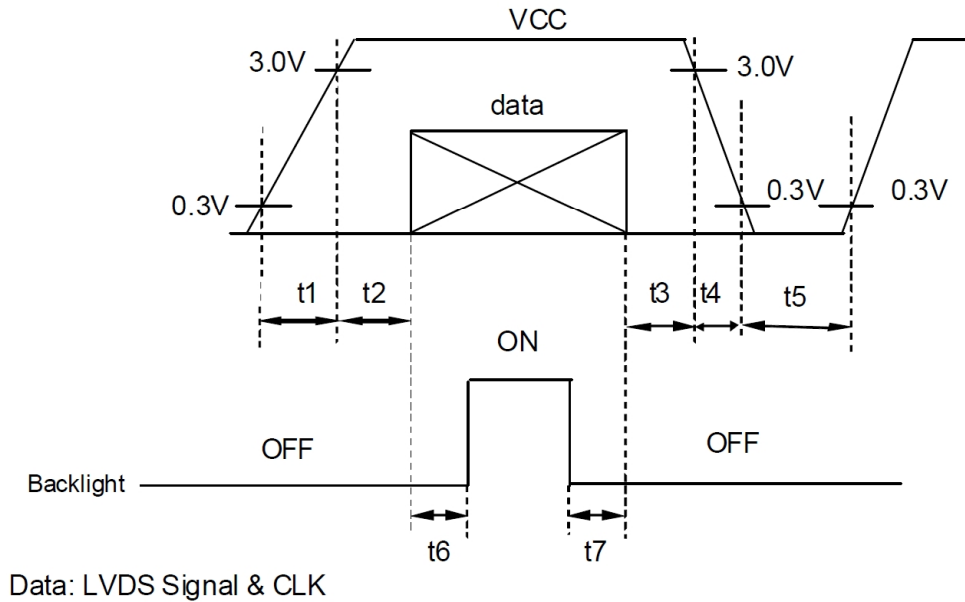 VCC
3.0V
3.0V
data
0.3V
0.3V
0.3V
t1
t2
t3
t4
t5
ON
OFF
OFF
Backlight
t6
t7
Data: LVDS Signal & CLK